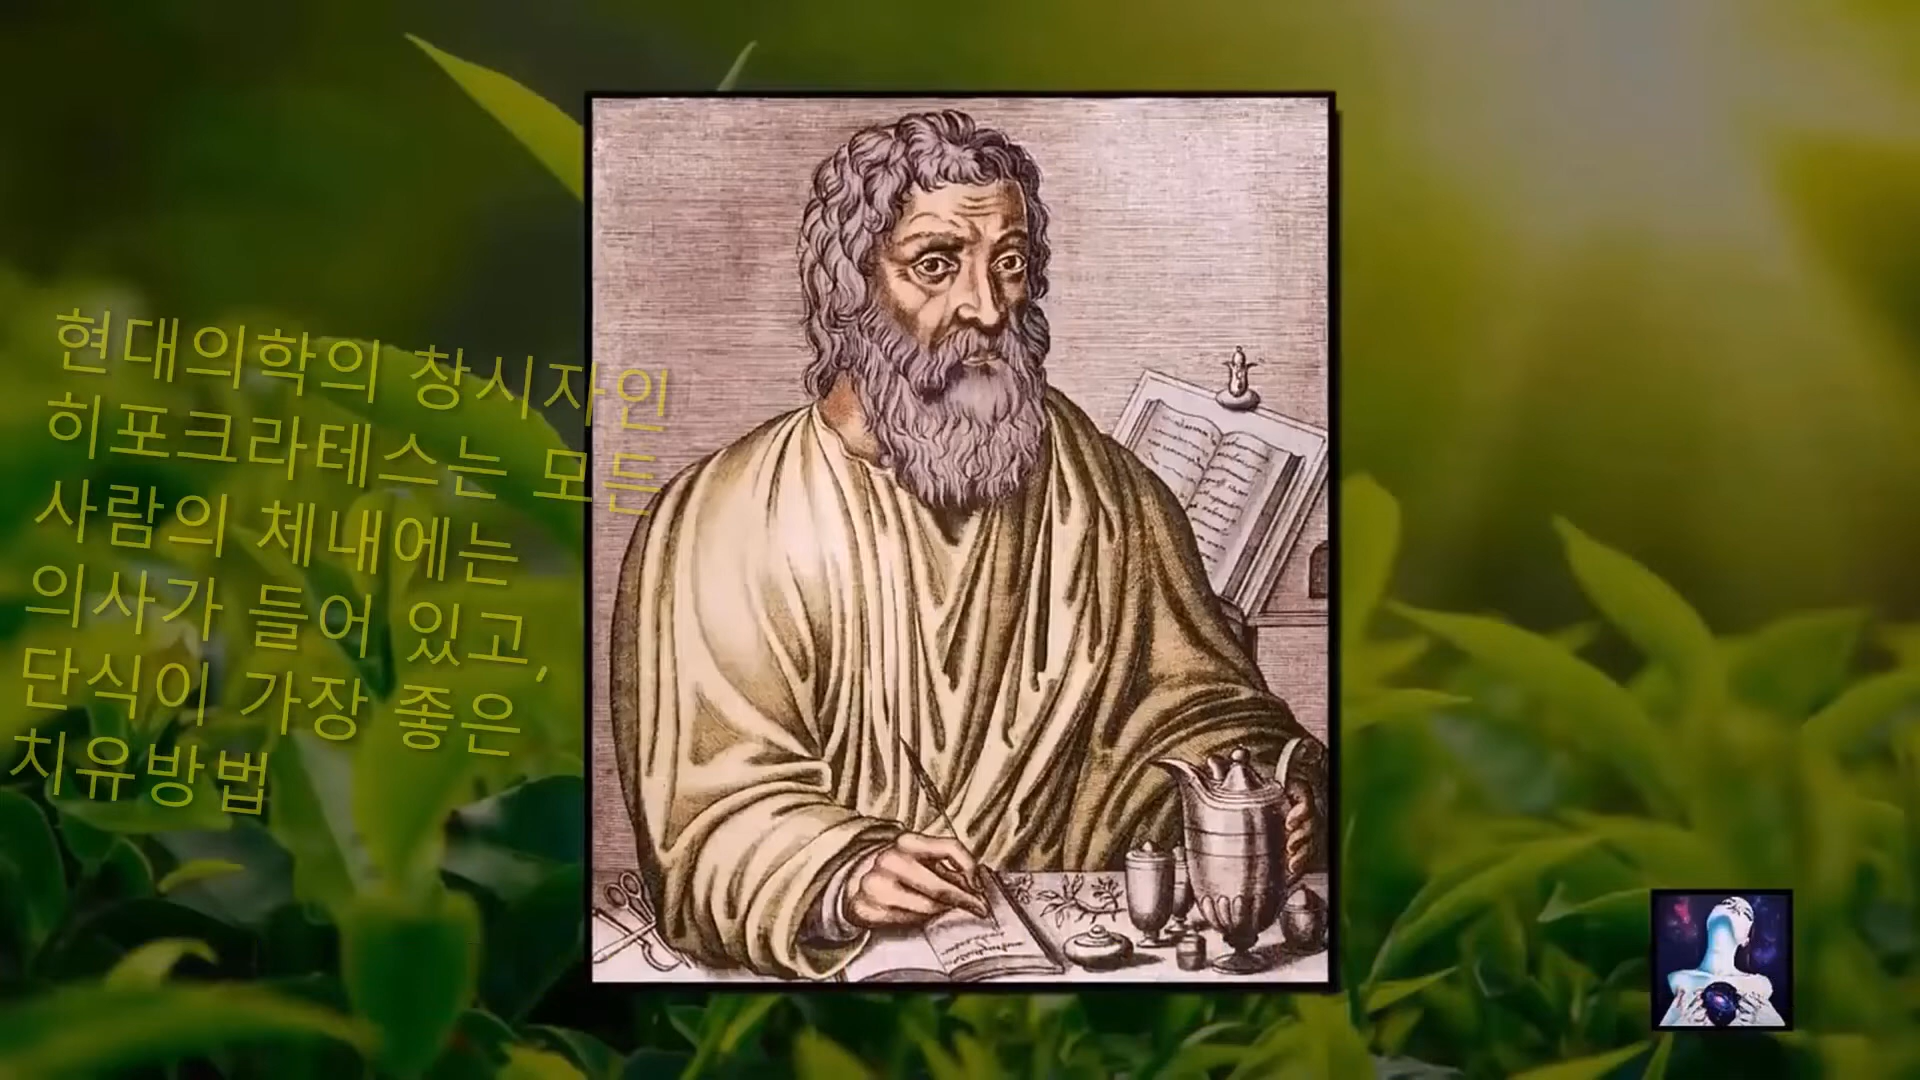 현대의학의 창시자인
히포크라테스는 모든
사람의 체내에는
의사가 들어 있고,
단식이 가장 좋은
치유방법